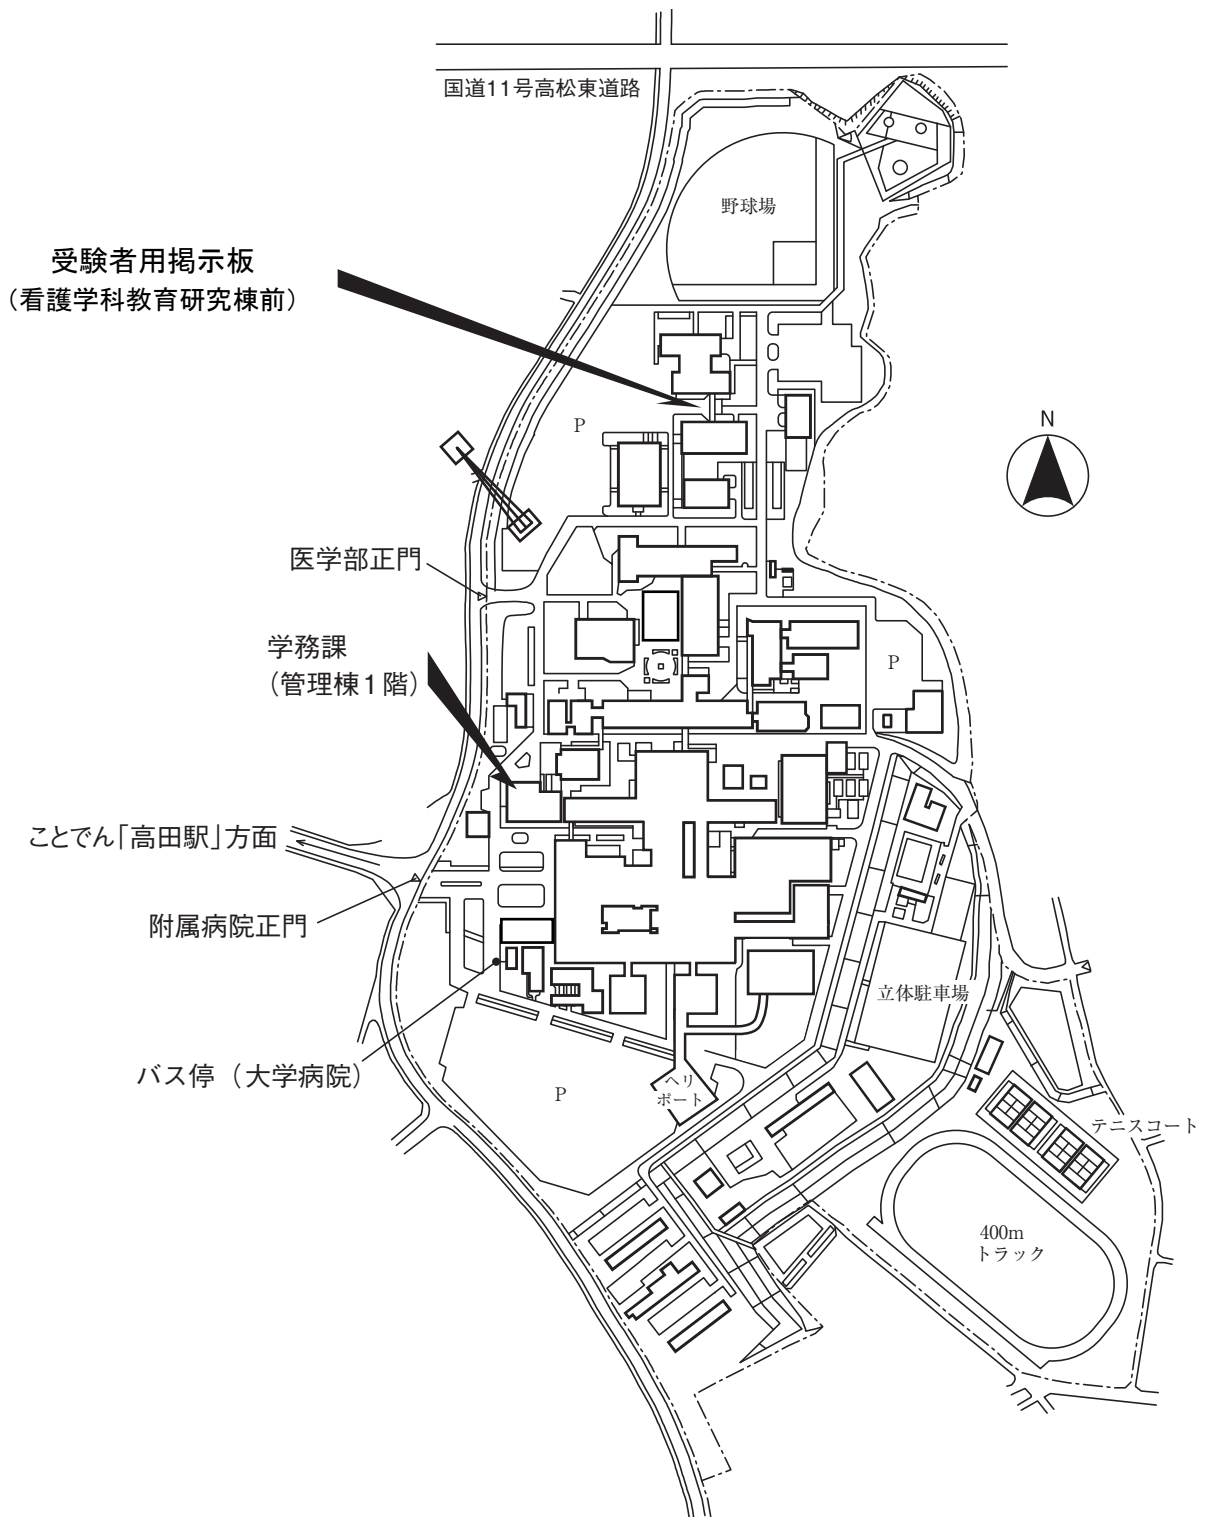 国道11号高松東道路
野球場
受験者用掲示板
（看護学科教育研究棟前）
P
N
医学部正門
学務課
（管理棟１階）
P
ことでん「高田駅」方面
附属病院正門
立体駐車場
バス停（大学病院）
P
ヘリ
ポート
テニスコート
400m
トラック